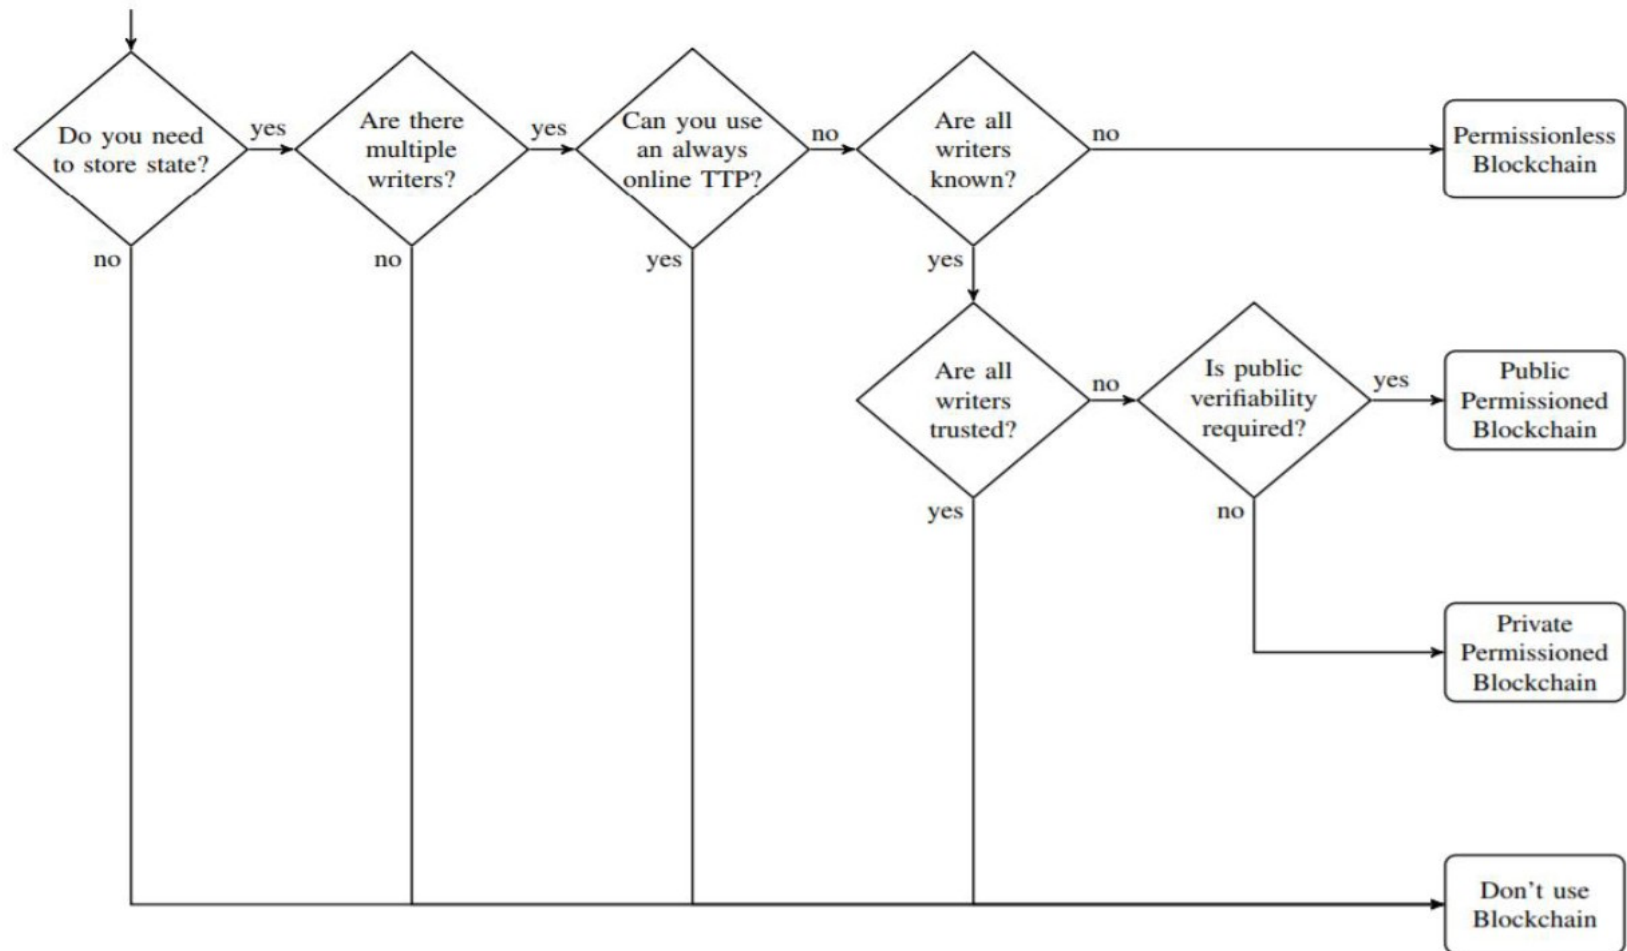 Do you need
to store state?
yes
no
Are there
multiple
writers?
yes
no
Can you use
an always
online TTP?
no
yes
Are all
writers
known?
no
yes
Permissionless
Blockchain
Are all
writers
trusted?
no
yes
Is public
verifiability
required?
yes
no
Public
Permissioned
Blockchain
Private
Permissioned
Blockchain
Don't use
Blockchain